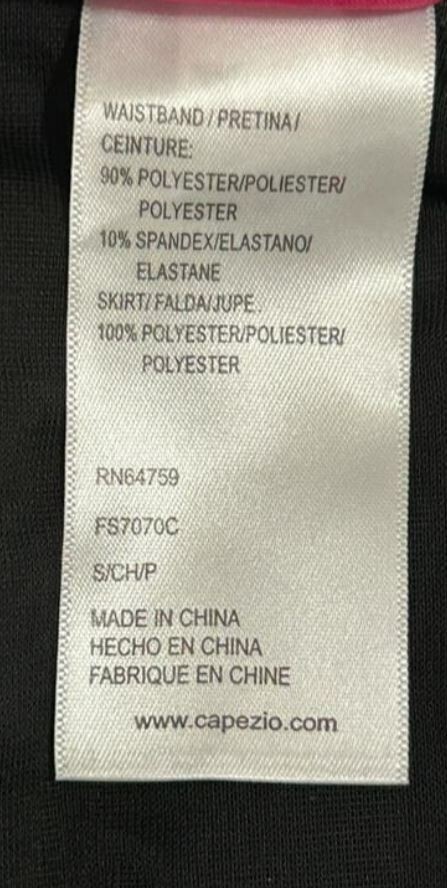 WAISTBAND / PRETINA /
CEINTURE:
90% POLYESTER/POLIESTER/
POLYESTER
10% SPANDEX/ELASTANO/
ELASTANE
SKIRT/ FALDA/JUPE.
100% POLYESTER/POLIESTER/
POLYESTER
RN64759
FS7070C
S/CH/P
MADE IN CHINA
HECHO EN CHINA
FABRIQUE EN CHINE
www.capezio.com